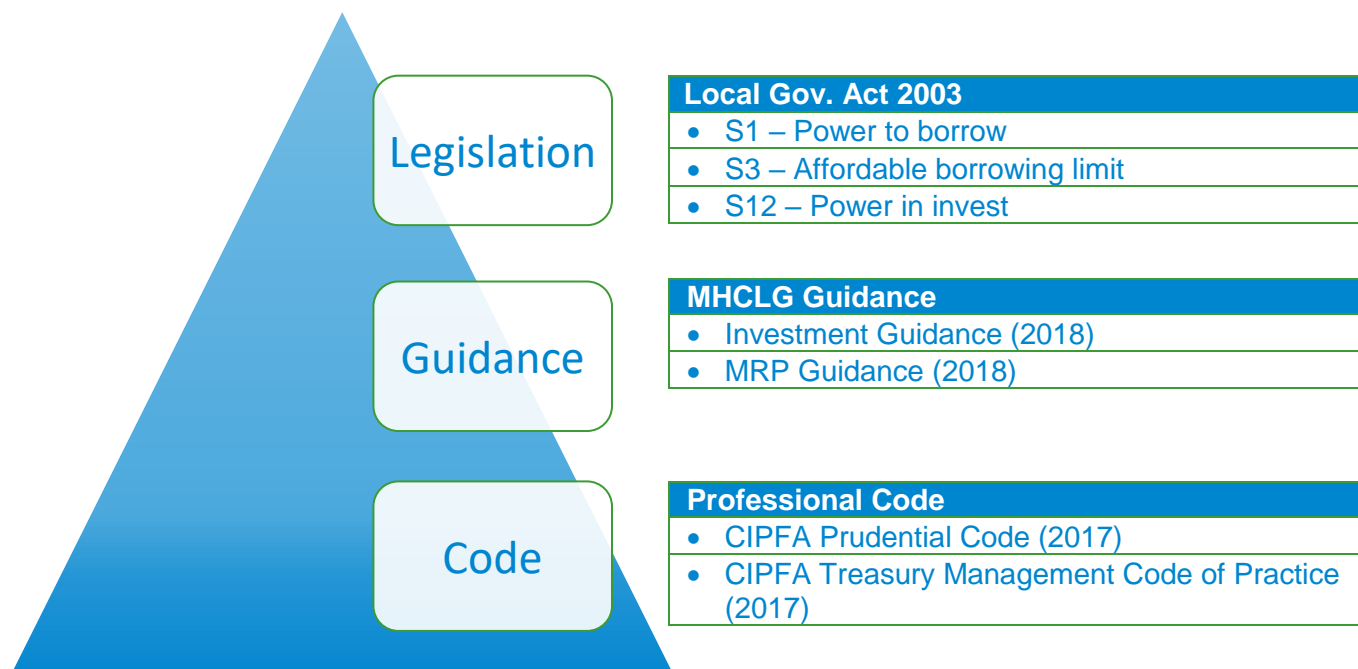 Legislation
Local Gov. Act 2003
• S1 – Power to borrow
• S3 – Affordable borrowing limit
• S12 – Power in invest
Guidance
MHCLG Guidance
• Investment Guidance (2018)
• MRP Guidance (2018)
Code
Professional Code
• CIPFA Prudential Code (2017)
• CIPFA Treasury Management Code of Practice
(2017)